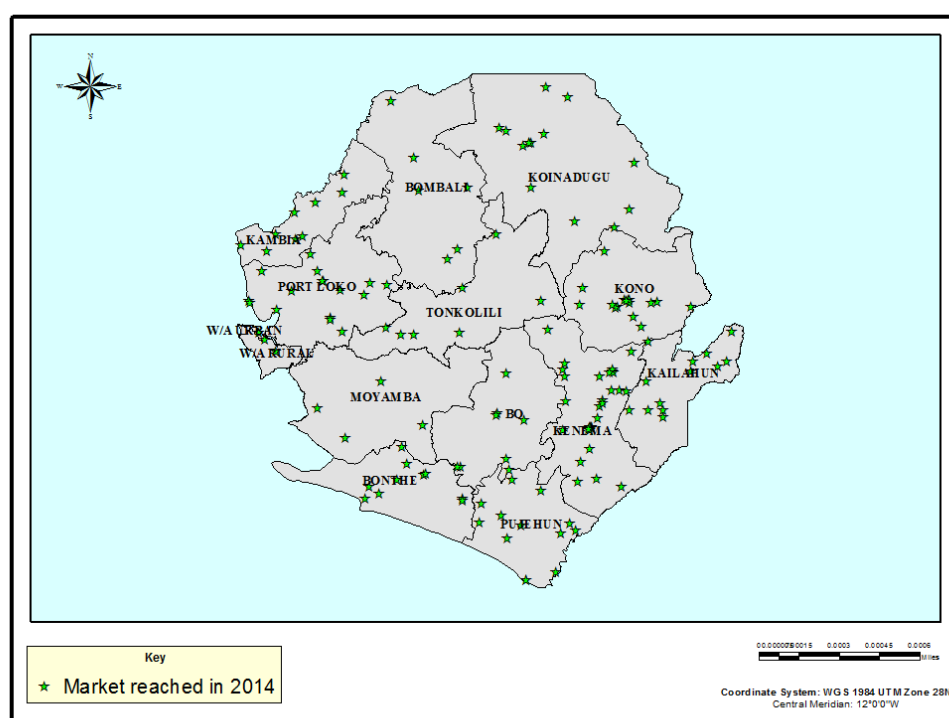 N
W E
S
KOINADUGU
BOMBALI
KAMBIA
PORT LOKO
KONO
TONKOLILI
W/A URBAN
W/A RURAL
KAILAHUN
MOYAMBA
BO
KENEMA
BONTHE
PUJEHUN
Key
Market reached in 2014
0.0003 0.00045 0.0006
Miles
Coordinate System: WGS 1984 UTM Zone 28N
Central Meridian: 12°0'0"W